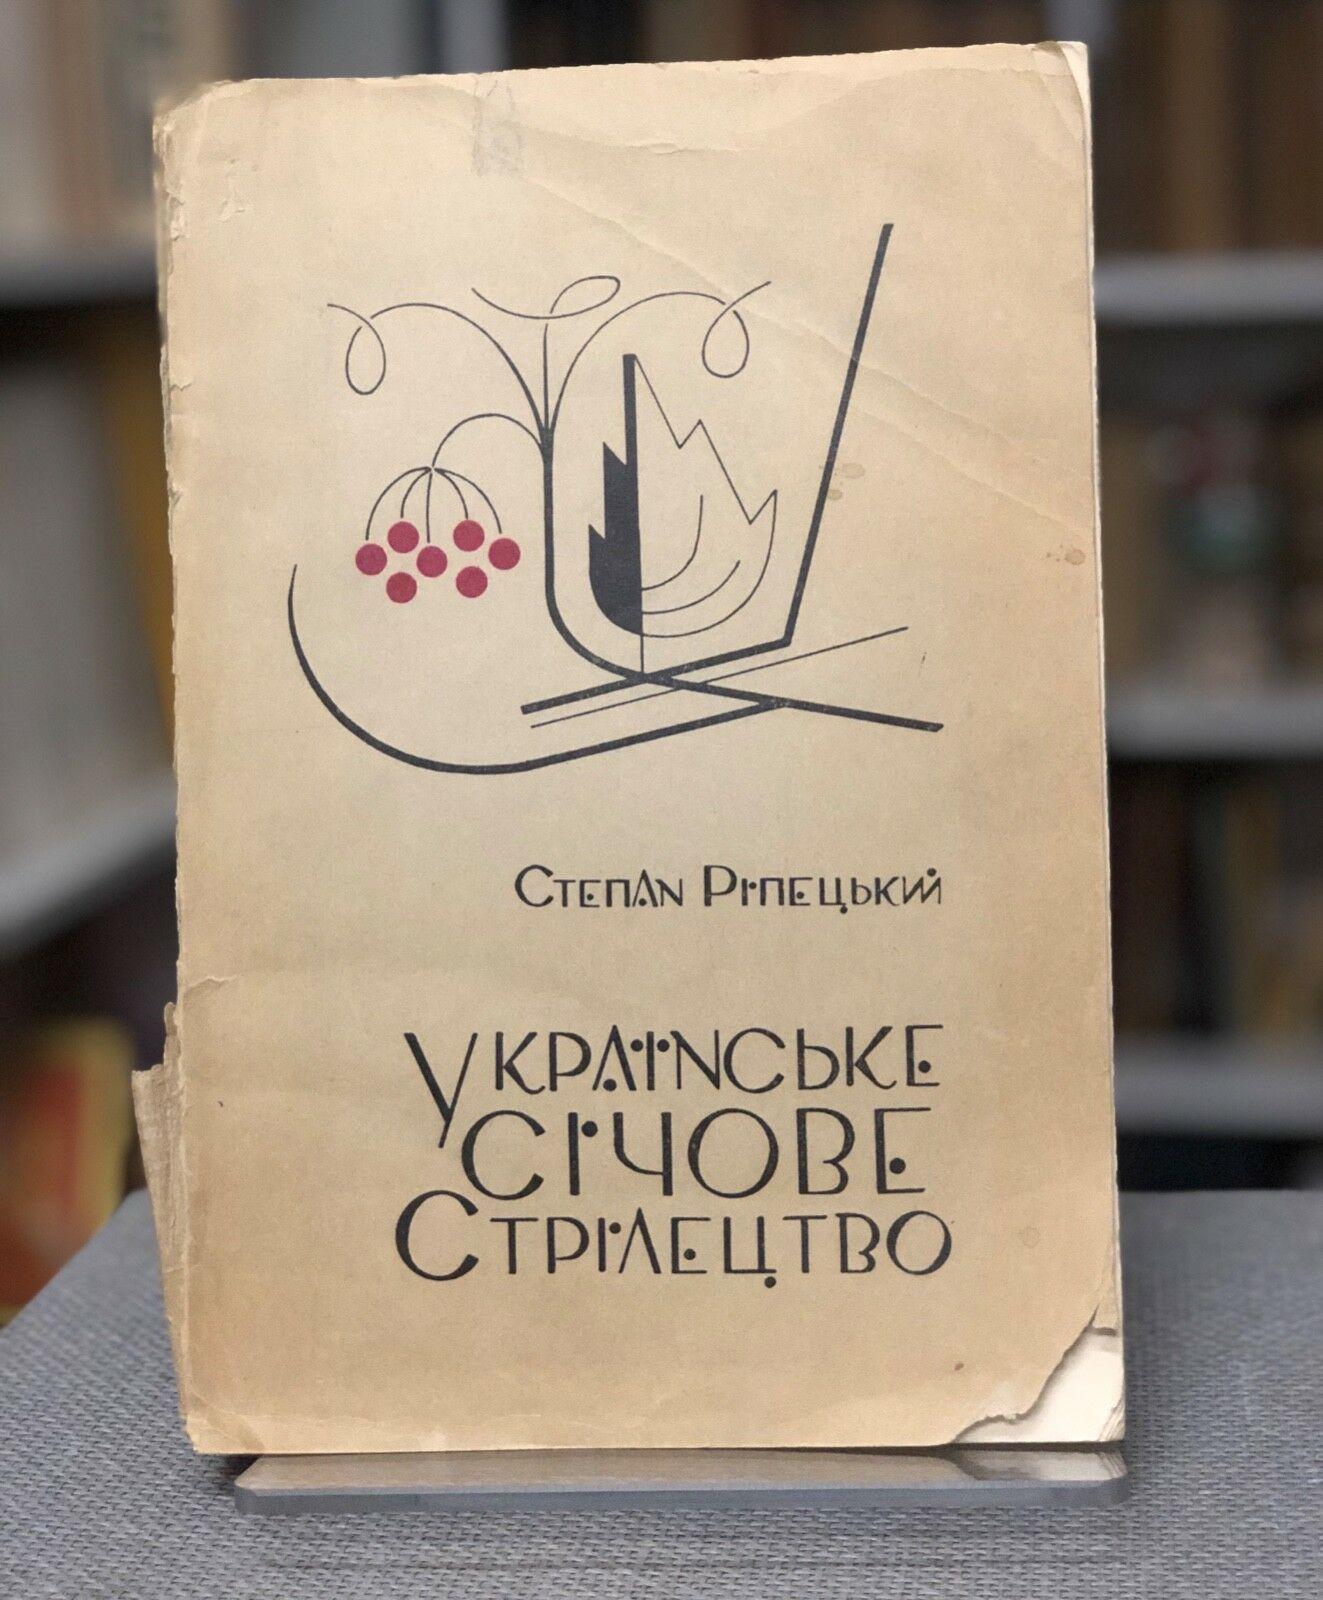 Степан Ріпецький
Українське
Січове
Стрілецтво